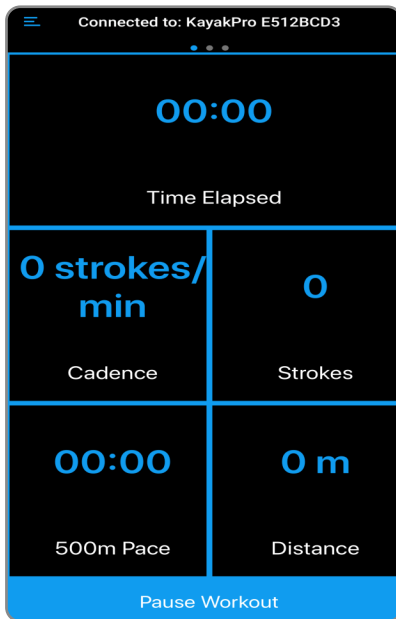 Connected to: KayakPro E512BCD3
00:00
Time Elapsed
0 strokes/
min
Cadence
0
Strokes
00:00
500m Pace
0 m
Distance
Pause Workout